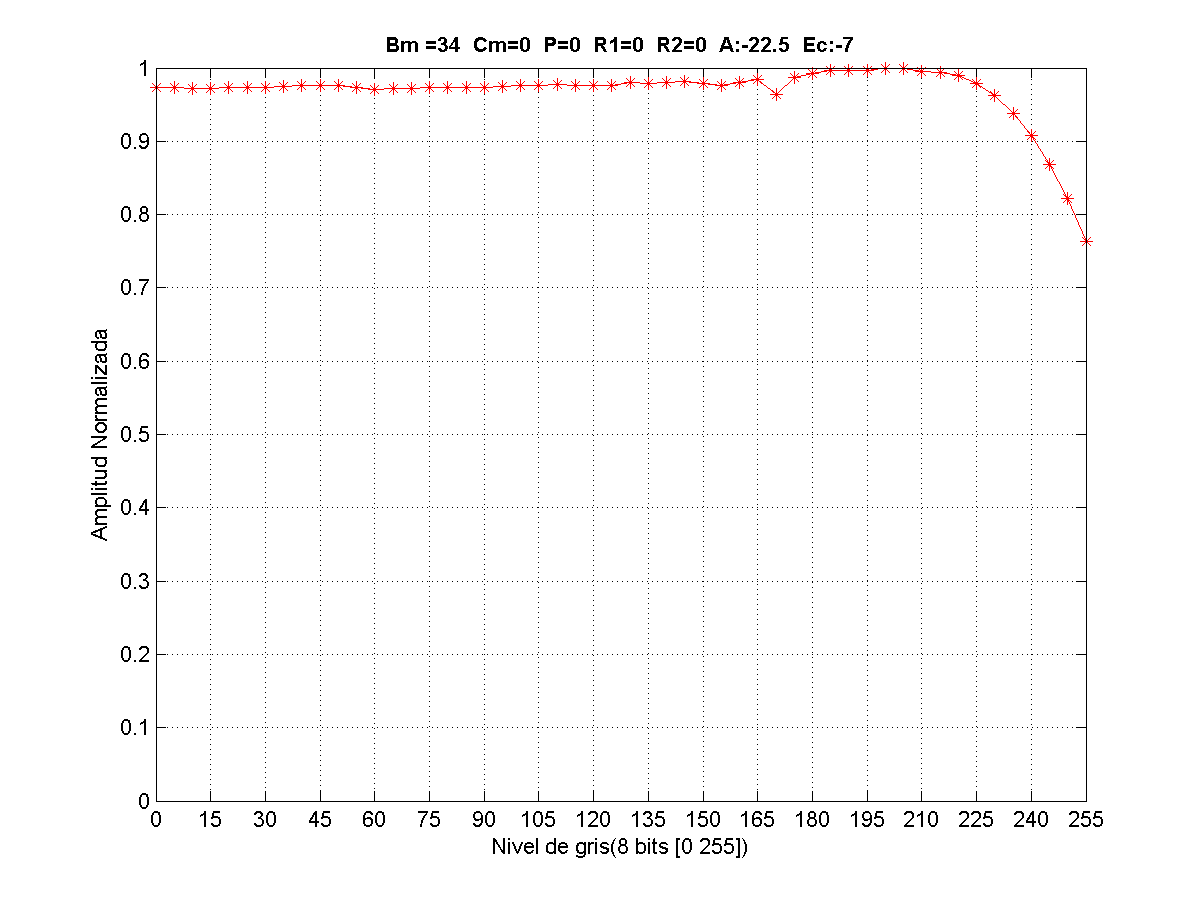 Bm =34 Cm=0 P=0 R1=0 R2=0 A:-22.5 Ec:-7
1
0.9
0.8
0.7
0.6
0.5
0.4
0.3
0.2
0.1
0
Amplitud Normalizada
0 15 30 45 60 75 90 105 120 135 150 165 180 195 210 225 240 255
Nivel de gris(8 bits [0 255])